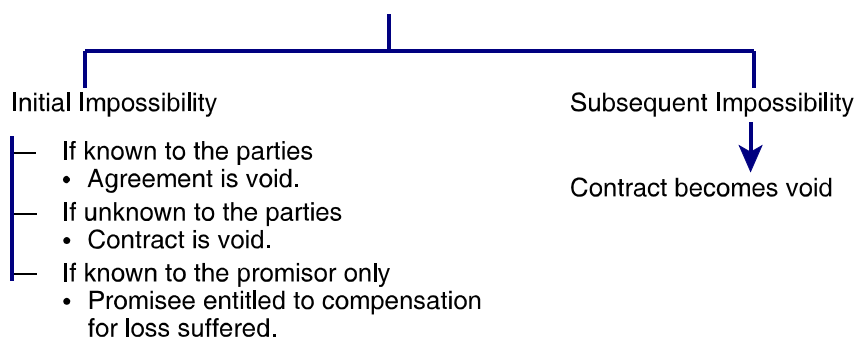 Initial Impossibility
If known to the parties
• Agreement is void.
If unknown to the parties
• Contract is void.
If known to the promisor only
• Promisee entitled to compensation
for loss suffered.
Subsequent Impossibility
Contract becomes void